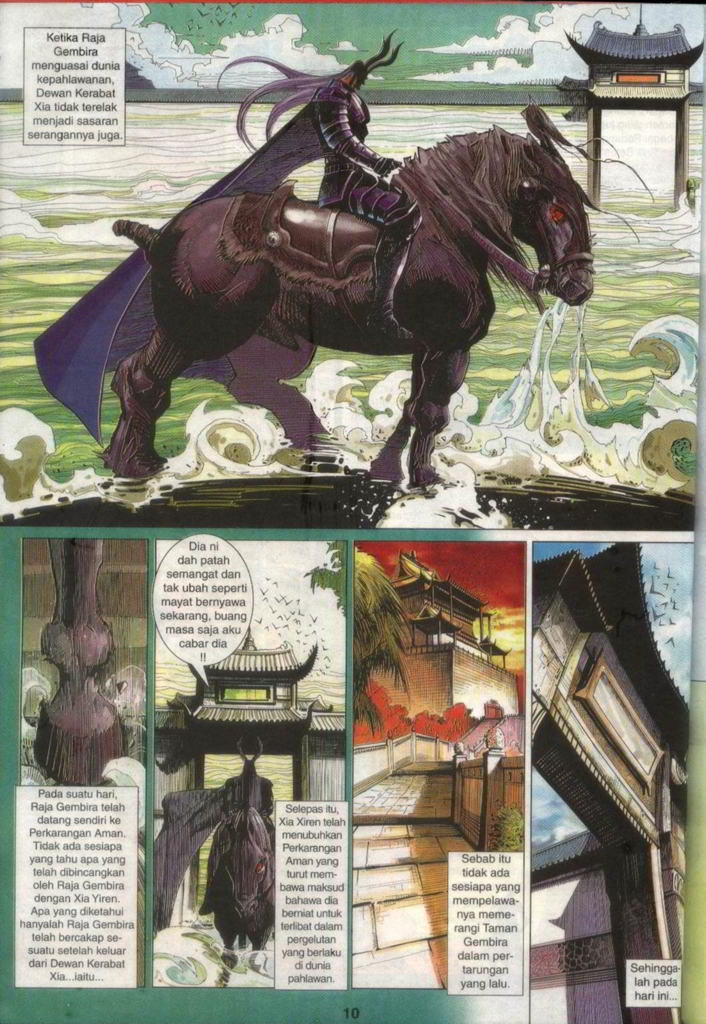 Ketika Raja
Gembira
menguasai dunia
kepahlawanan,
Dewan Kerabat
Xia tidak terelak
menjadi sasaran
serangannya juga.
Pada suatu hari,
Raja Gembira telah
datang sendiri ke
Perkarangan Aman.
Tidak ada sesiapa
yang tahu apa yang
telah dibincangkan
oleh Raja Gembira
dengan Xia Yiren.
Apa yang diketahui
hanyalah Raja Gembira
telah bercakap se-
suatu setelah keluar
dari Dewan Kerabat
Xia...iaitu...
Dia ni
dah patah
semangat dan
tak ubah seperti
mayat bernyawa
sekarang, buang
masa saja aku
cabar dia
!!
Selepas itu,
Xia Xiren telah
menubuhkan
Perkarangan
Aman yang
turut mem-
bawa maksud
bahawa dia
berniat untuk
terlibat dalam
pergelutan
yang berlaku
di dunia
pahlawan.
Sebab itu
tidak ada
sesiapa yang
mempelawa-
nya meme-
rangi Taman
Gembira
dalam per-
tarungan
yang lalu.
Sehingga-
lah pada
hari ini...
10